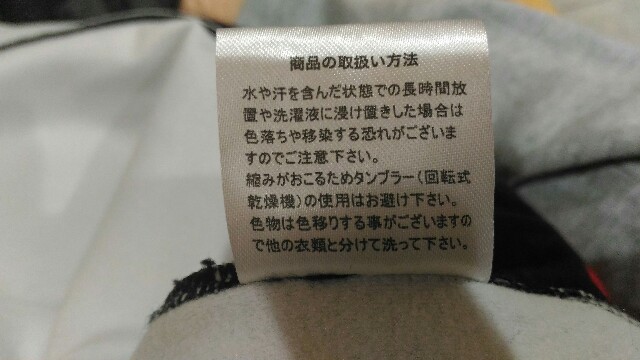 商品の取扱い方法
水や汗を含んだ状態での長時間放
置や洗濯液に浸け置きした場合は
色落ちや移染する恐れがございま
すのでご注意下さい。
縮みがおこるためタンブラー(回転式
乾燥機)の使用はお避け下さい。
色物は色移りする事がございますの
で他の衣類と分けて洗って下さい。